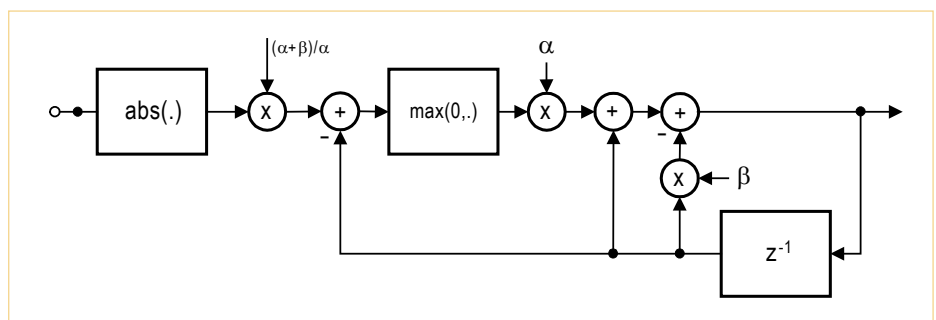 (α+β)/α
α
abs(.)
x
+
-
max(0,.)
x
+
+
-
x
β
z⁻¹